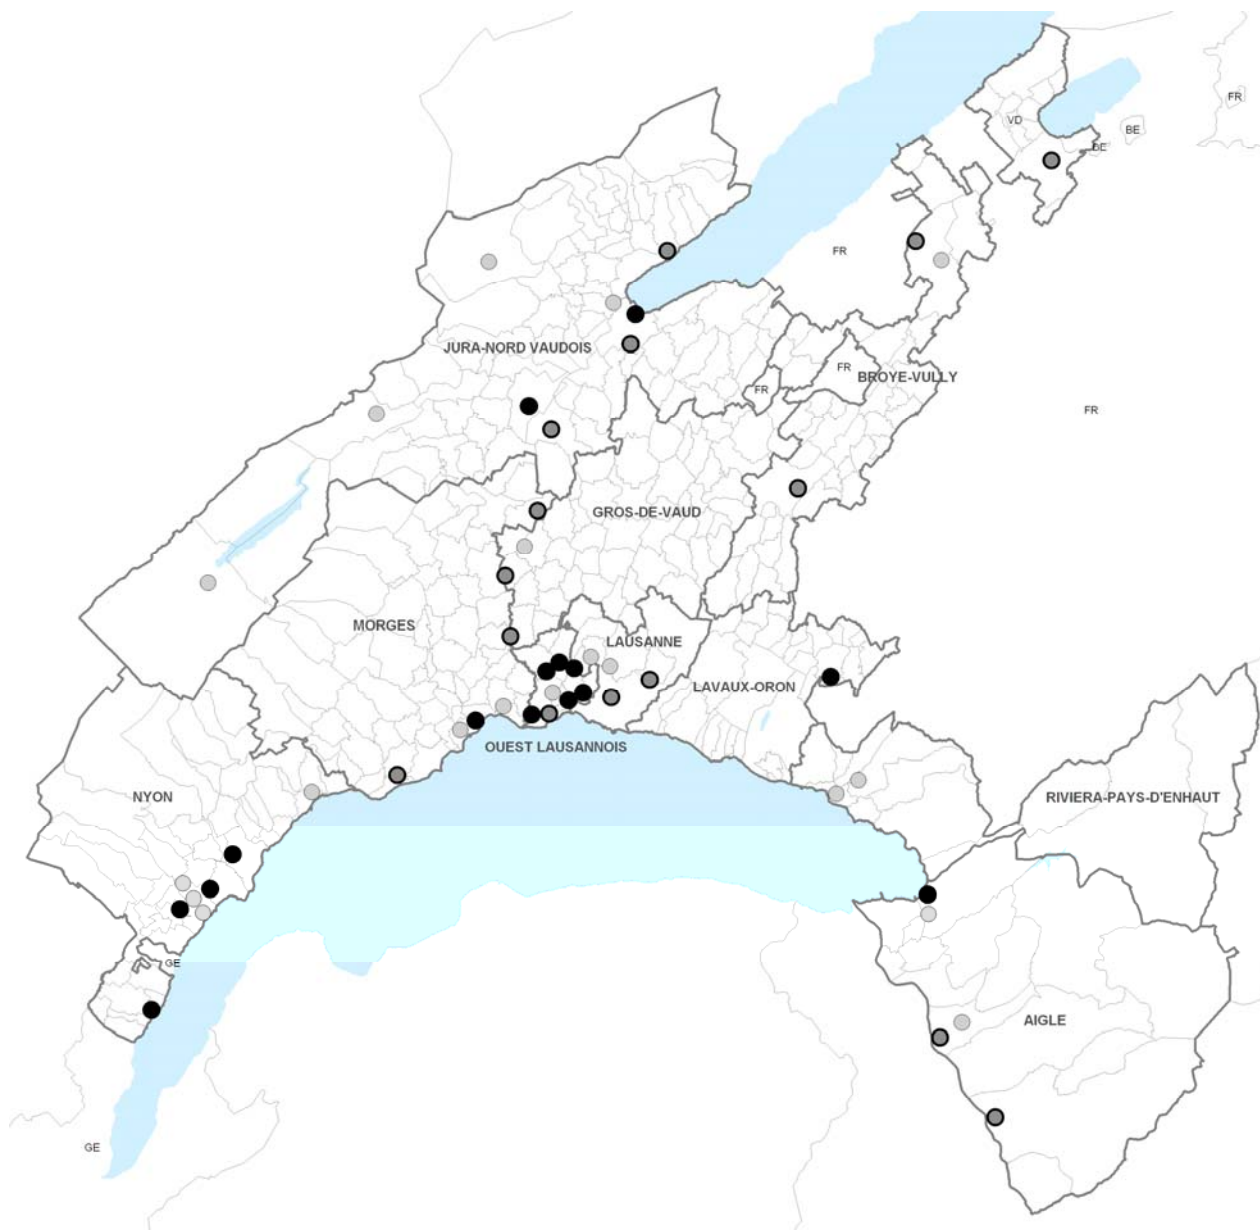 FR
VD
BE
BE
FR
JURA-NORD VAUDOIS
FR
BROYE-VULLY
FR
FR
GROS-DE-VAUD
MORGES
LAUSANNE
LAVAUX-ORON
OUEST LAUSANNOIS
NYON
RIVIERA-PAYS-D'ENHAUT
GE
AIGLE
GE